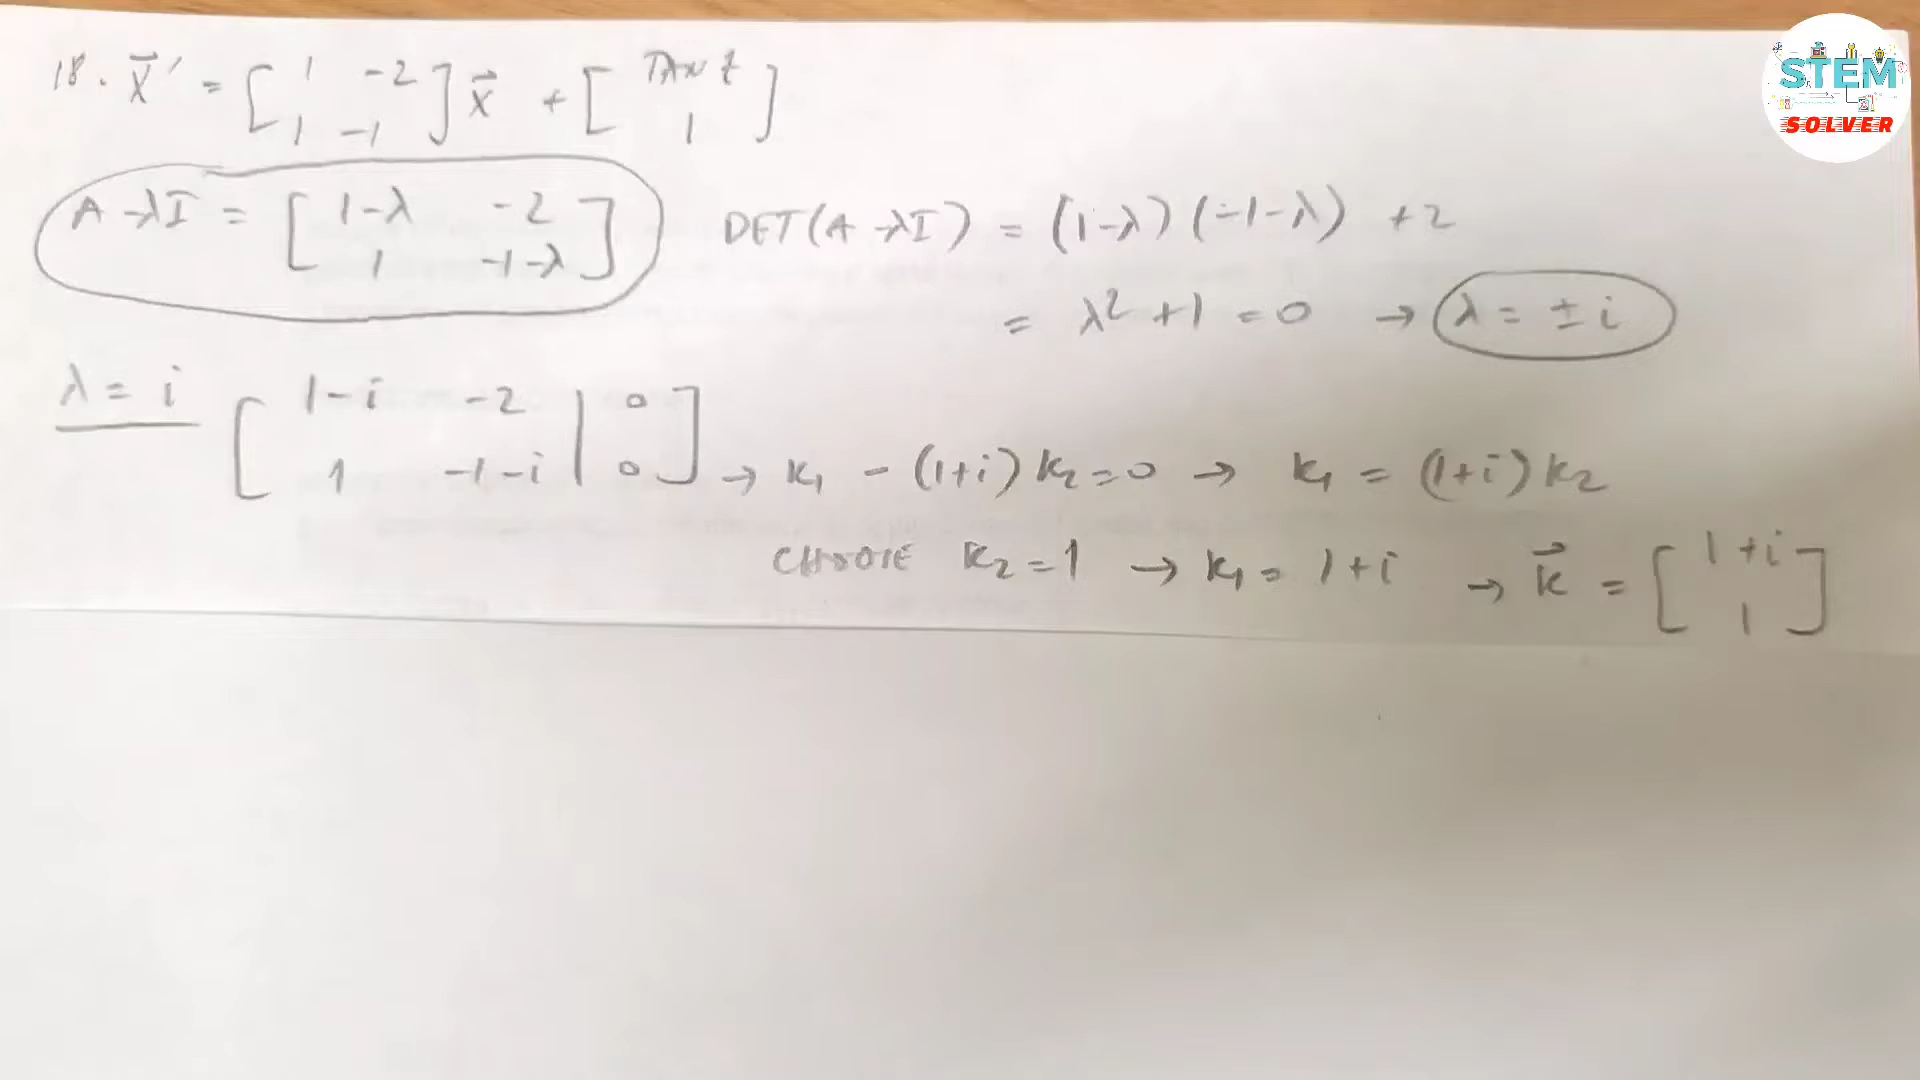 18. X⃗' = [1 -2; 1 -1] X⃗ + [TAN t; 1]
A - λI = [1-λ -2; 1 -1-λ] DET(A - λI) = (1-λ)(-1-λ) + 2
= λ² + 1 = 0 → λ = ± i
λ = i [1-i -2 | 0; 1 -1-i | 0] → K₁ - (1+i) K₂ = 0 → K₁ = (1+i) K₂
CHOOSE K₂ = 1 → K₁ = 1+i → K⃗ = [1+i; 1]
STEM
SOLVER